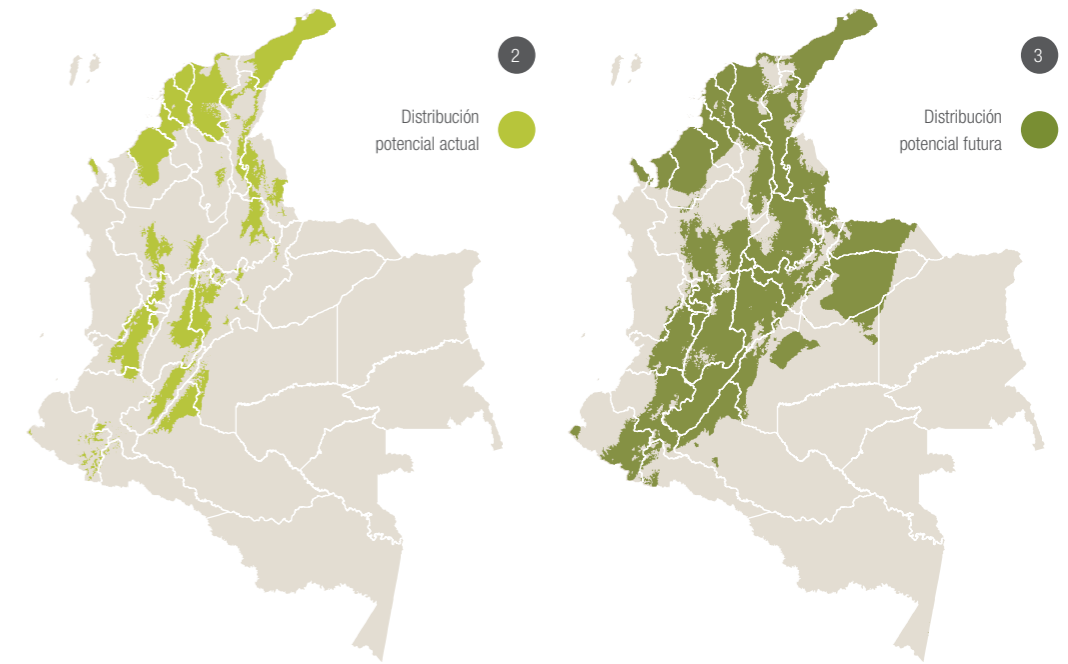 2
Distribución
potencial actual
3
Distribución
potencial futura